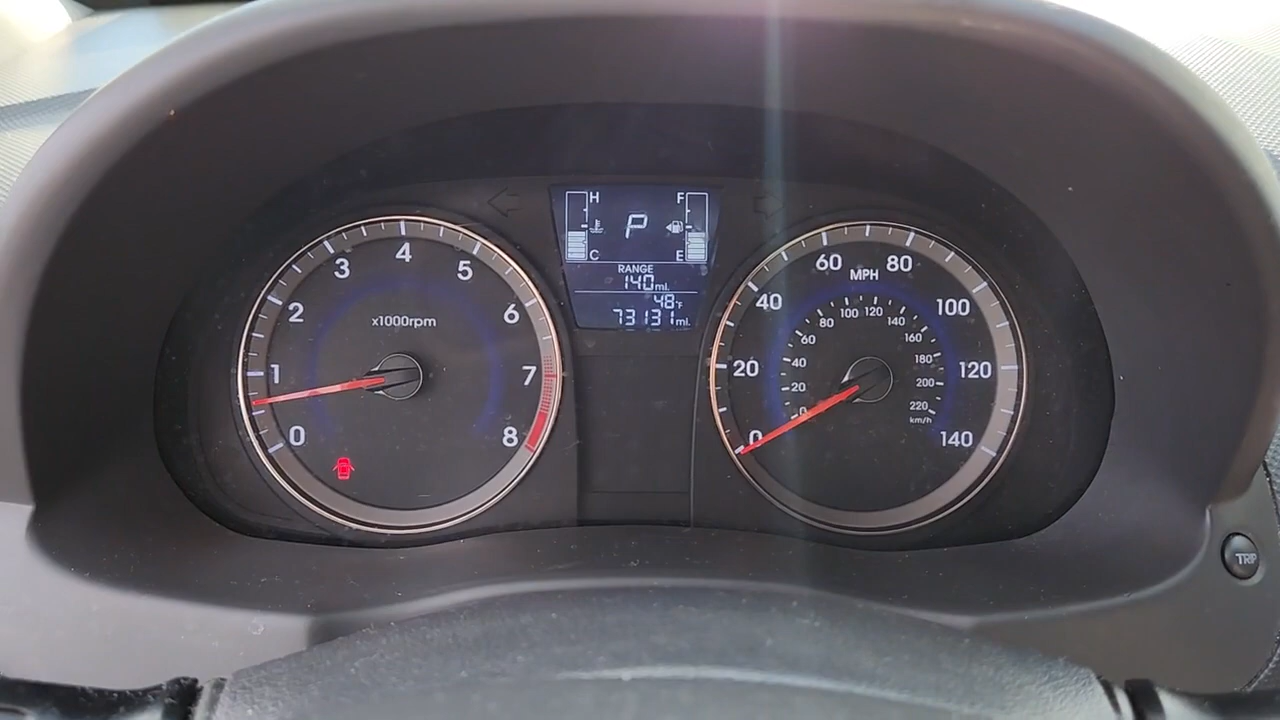 H F
P
C E
RANGE
140 mi.
48°F
73131 mi.
0 1 2 3 4 5 6 7 8
x1000rpm
0 20 40 60 80 100 120 140
MPH
0 20 40 60 80 100 120 140 160 180 200 220
km/h
TRIP